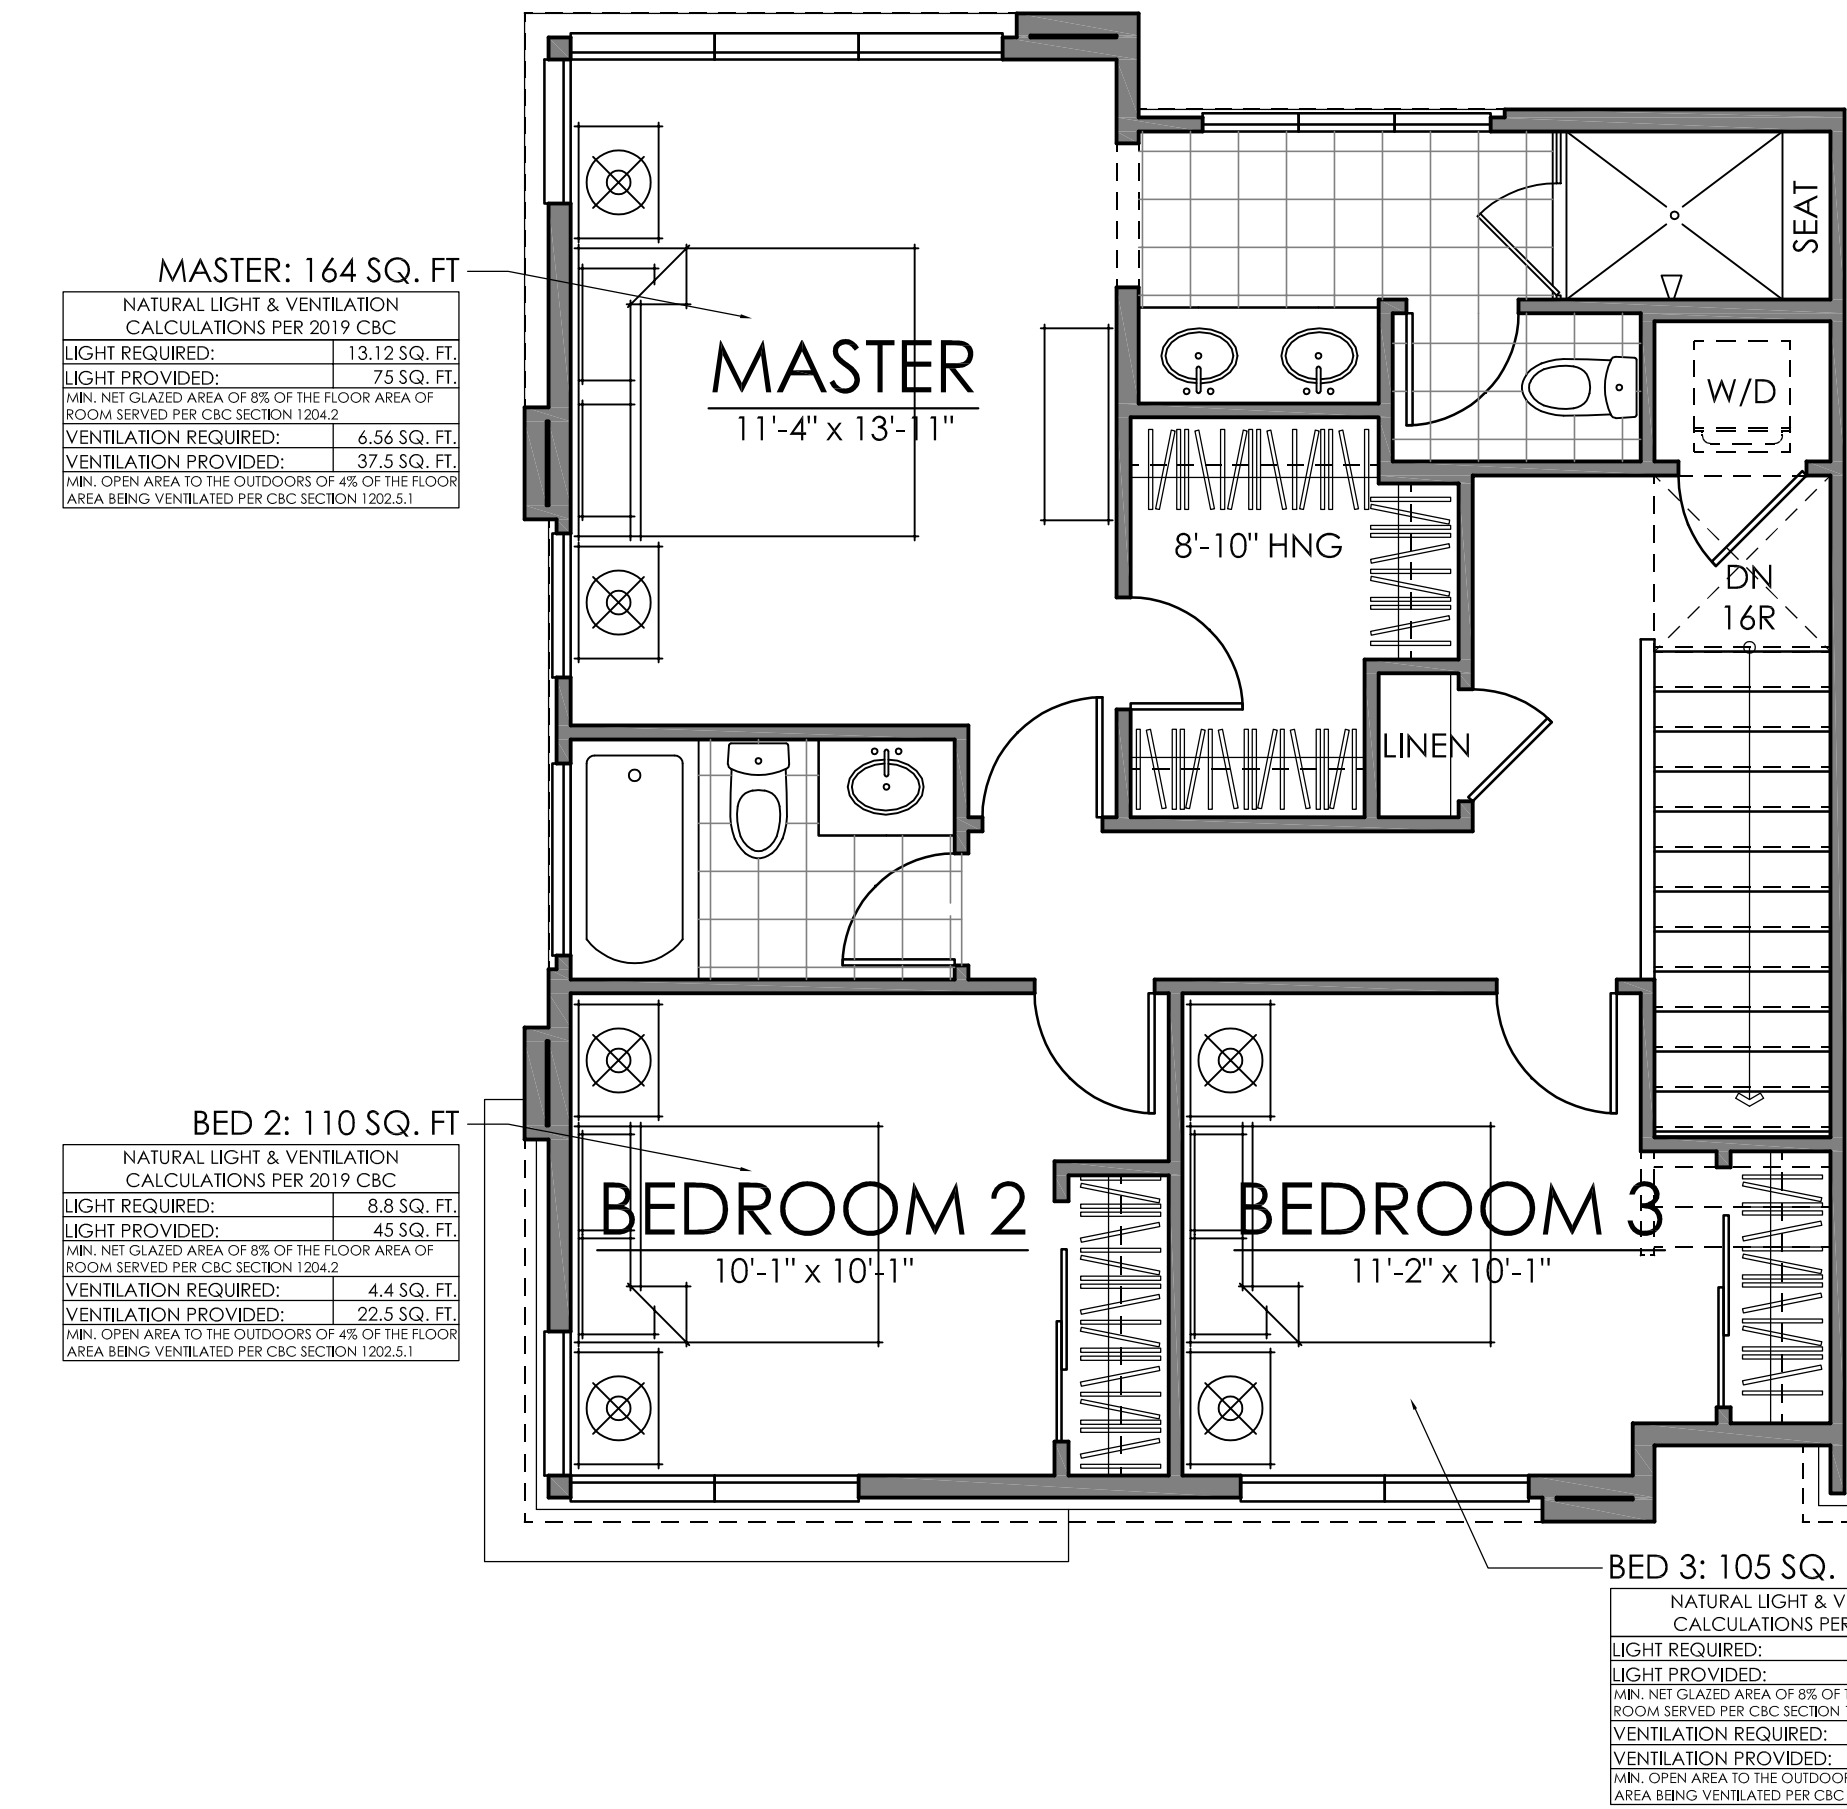 SEAT
MASTER: 164 SQ. FT
NATURAL LIGHT & VENTILATION
CALCULATIONS PER 2019 CBC
LIGHT REQUIRED: 13.12 SQ. FT.
LIGHT PROVIDED: 75 SQ. FT.
MIN. NET GLAZED AREA OF 8% OF THE FLOOR AREA OF
ROOM SERVED PER CBC SECTION 1204.2
VENTILATION REQUIRED: 6.56 SQ. FT.
VENTILATION PROVIDED: 37.5 SQ. FT.
MIN. OPEN AREA TO THE OUTDOORS OF 4% OF THE FLOOR
AREA BEING VENTILATED PER CBC SECTION 1202.5.1
MASTER
11'-4" x 13'-11"
W/D
8'-10" HNG
DN
16R
LINEN
BED 2: 110 SQ. FT
NATURAL LIGHT & VENTILATION
CALCULATIONS PER 2019 CBC
LIGHT REQUIRED: 8.8 SQ. FT.
LIGHT PROVIDED: 45 SQ. FT.
MIN. NET GLAZED AREA OF 8% OF THE FLOOR AREA OF
ROOM SERVED PER CBC SECTION 1204.2
VENTILATION REQUIRED: 4.4 SQ. FT.
VENTILATION PROVIDED: 22.5 SQ. FT.
MIN. OPEN AREA TO THE OUTDOORS OF 4% OF THE FLOOR
AREA BEING VENTILATED PER CBC SECTION 1202.5.1
BEDROOM 2
10'-1" x 10'-1"
BEDROOM 3
11'-2" x 10'-1"
BED 3: 105 SQ.
NATURAL LIGHT & V
CALCULATIONS PER
LIGHT REQUIRED:
LIGHT PROVIDED:
MIN. NET GLAZED AREA OF 8% OF
ROOM SERVED PER CBC SECTION
VENTILATION REQUIRED:
VENTILATION PROVIDED:
MIN. OPEN AREA TO THE OUTDOOR
AREA BEING VENTILATED PER CBC